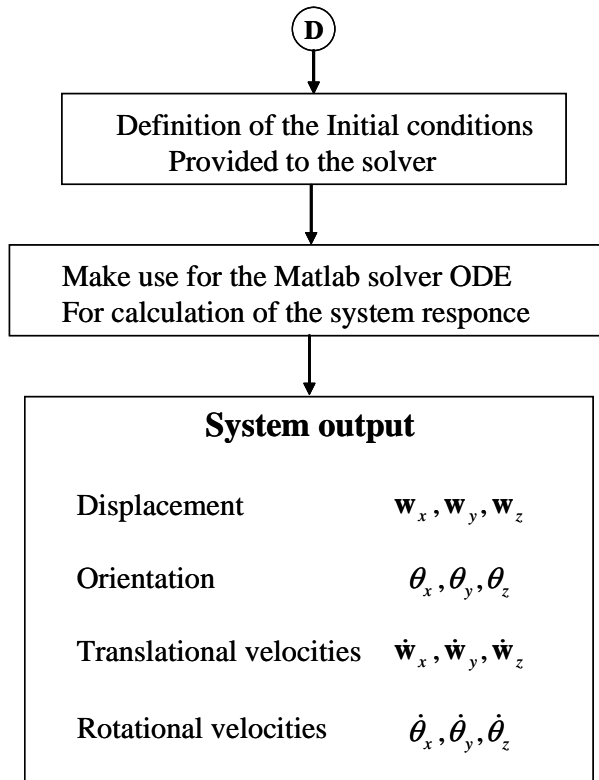 D
Definition of the Initial conditions
Provided to the solver
Make use for the Matlab solver ODE
For calculation of the system responce
System output
Displacement w_x, w_y, w_z
Orientation θ_x, θ_y, θ_z
Translational velocities ẇ_x, ẇ_y, ẇ_z
Rotational velocities θ̇_x, θ̇_y, θ̇_z